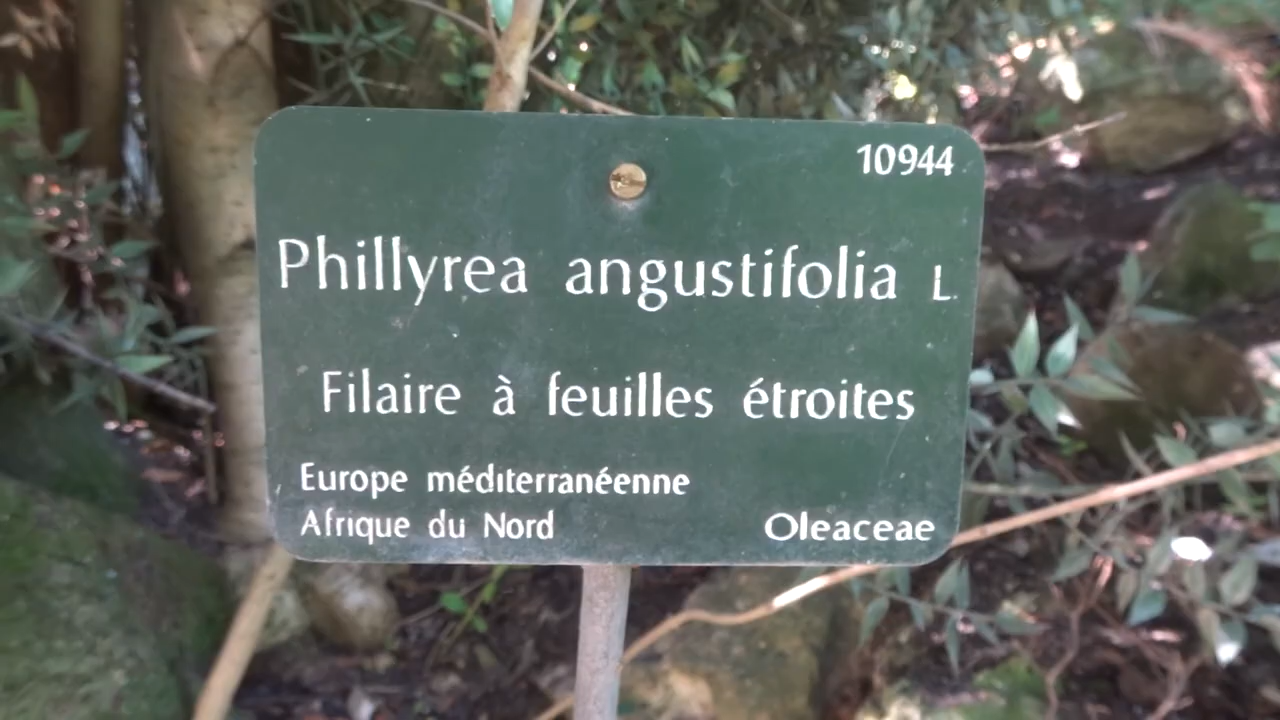 10944
Phillyrea angustifolia L.
Filaire à feuilles étroites
Europe méditerranéenne
Afrique du Nord
Oleaceae